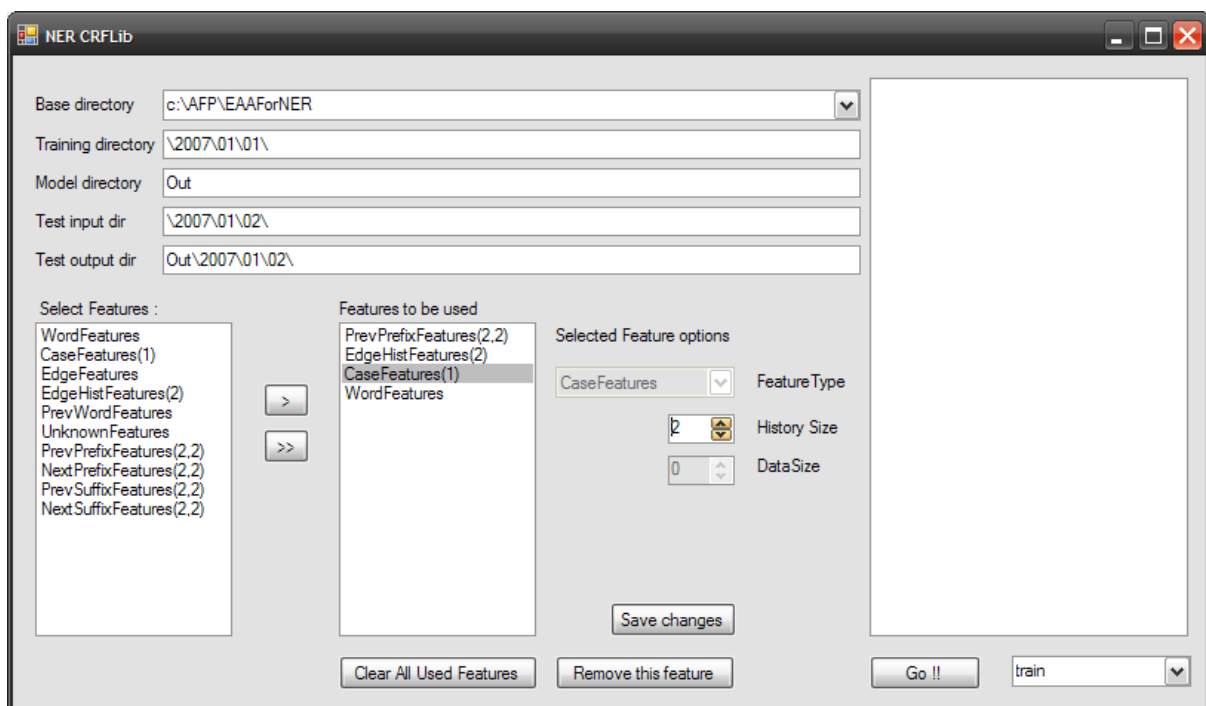 NER CRFLib
Base directory c:\AFP\EAAForNER
Training directory \2007\01\01\
Model directory Out
Test input dir \2007\01\02\
Test output dir Out\2007\01\02\
Select Features :
WordFeatures
CaseFeatures(1)
EdgeFeatures
EdgeHistFeatures(2)
PrevWordFeatures
UnknownFeatures
PrevPrefixFeatures(2,2)
NextPrefixFeatures(2,2)
PrevSuffixFeatures(2,2)
NextSuffixFeatures(2,2)
>
>>
Features to be used
PrevPrefixFeatures(2,2)
EdgeHistFeatures(2)
CaseFeatures(1)
WordFeatures
Selected Feature options
CaseFeatures FeatureType
2 History Size
0 DataSize
Save changes
Clear All Used Features Remove this feature Go !! train